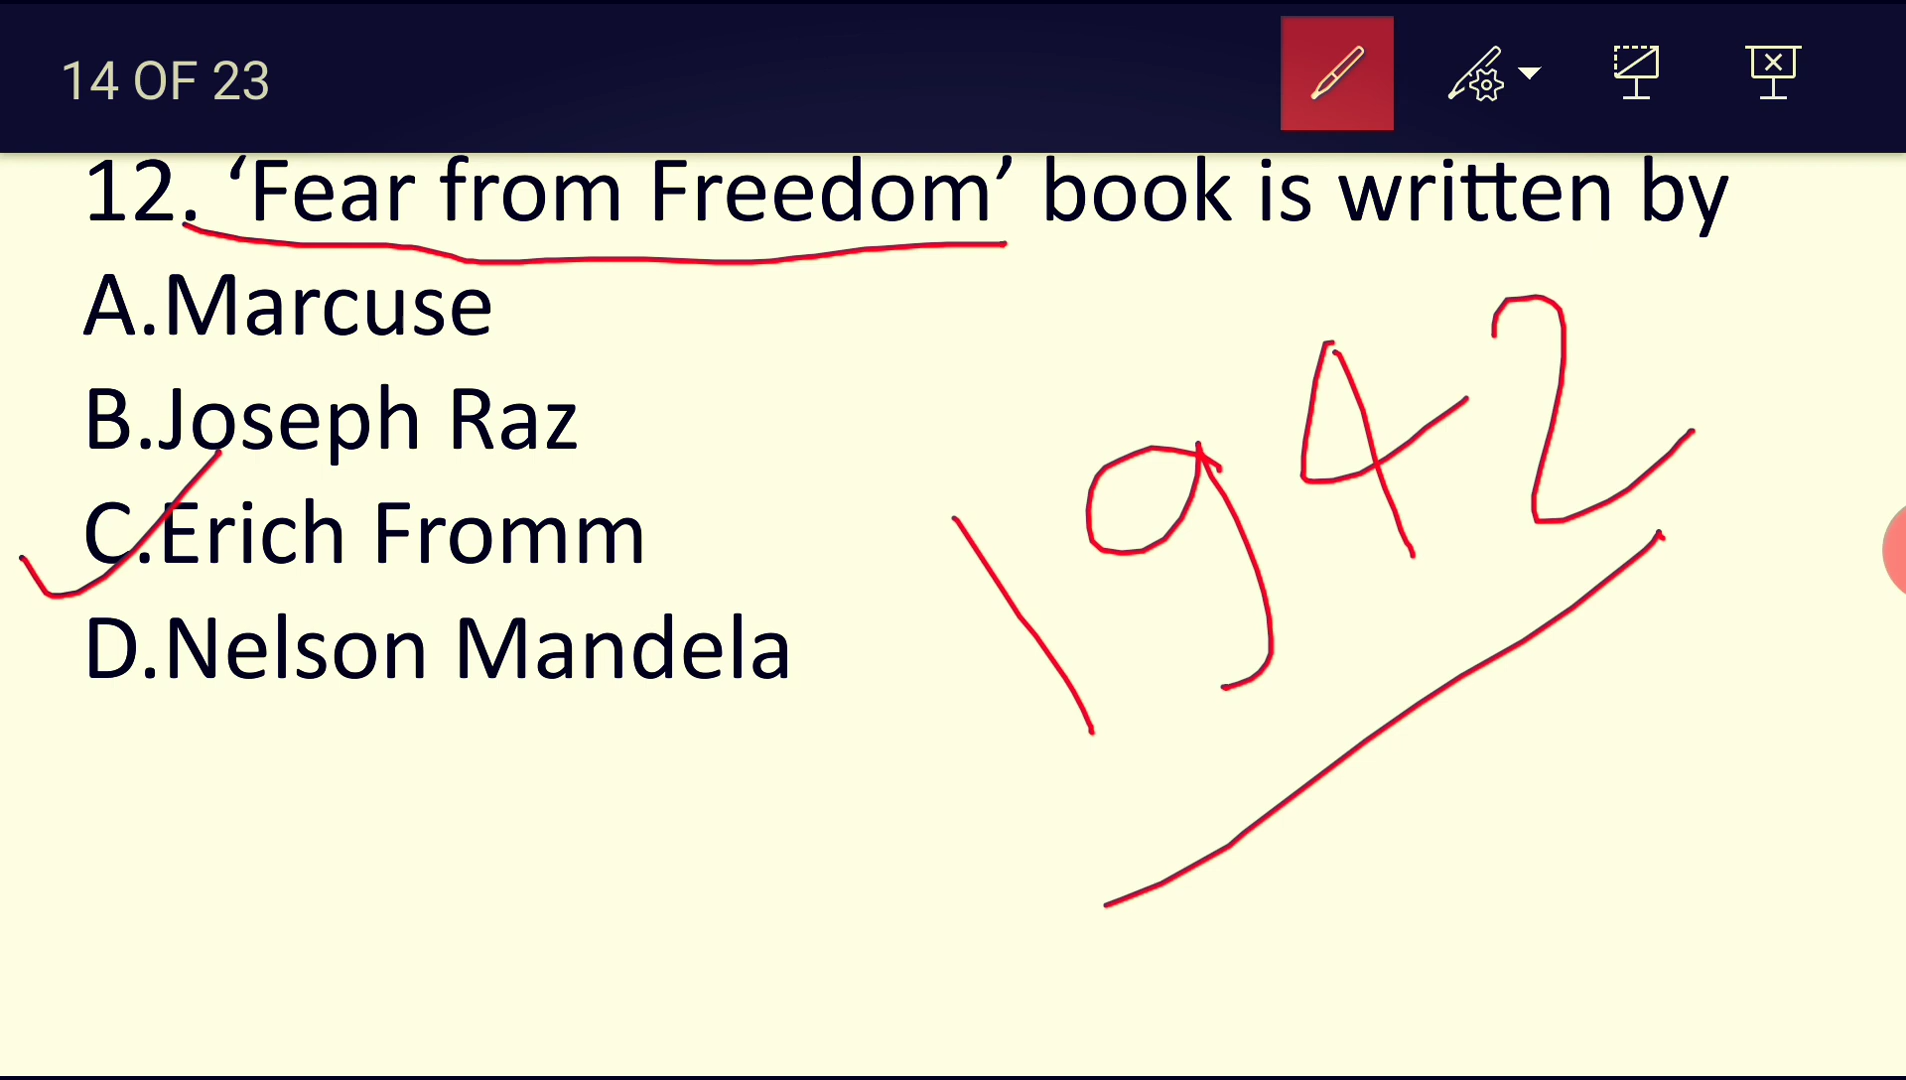 14 OF 23
12. ‘Fear from Freedom’ book is written by
A.Marcuse
B.Joseph Raz
C.Erich Fromm
D.Nelson Mandela
1942